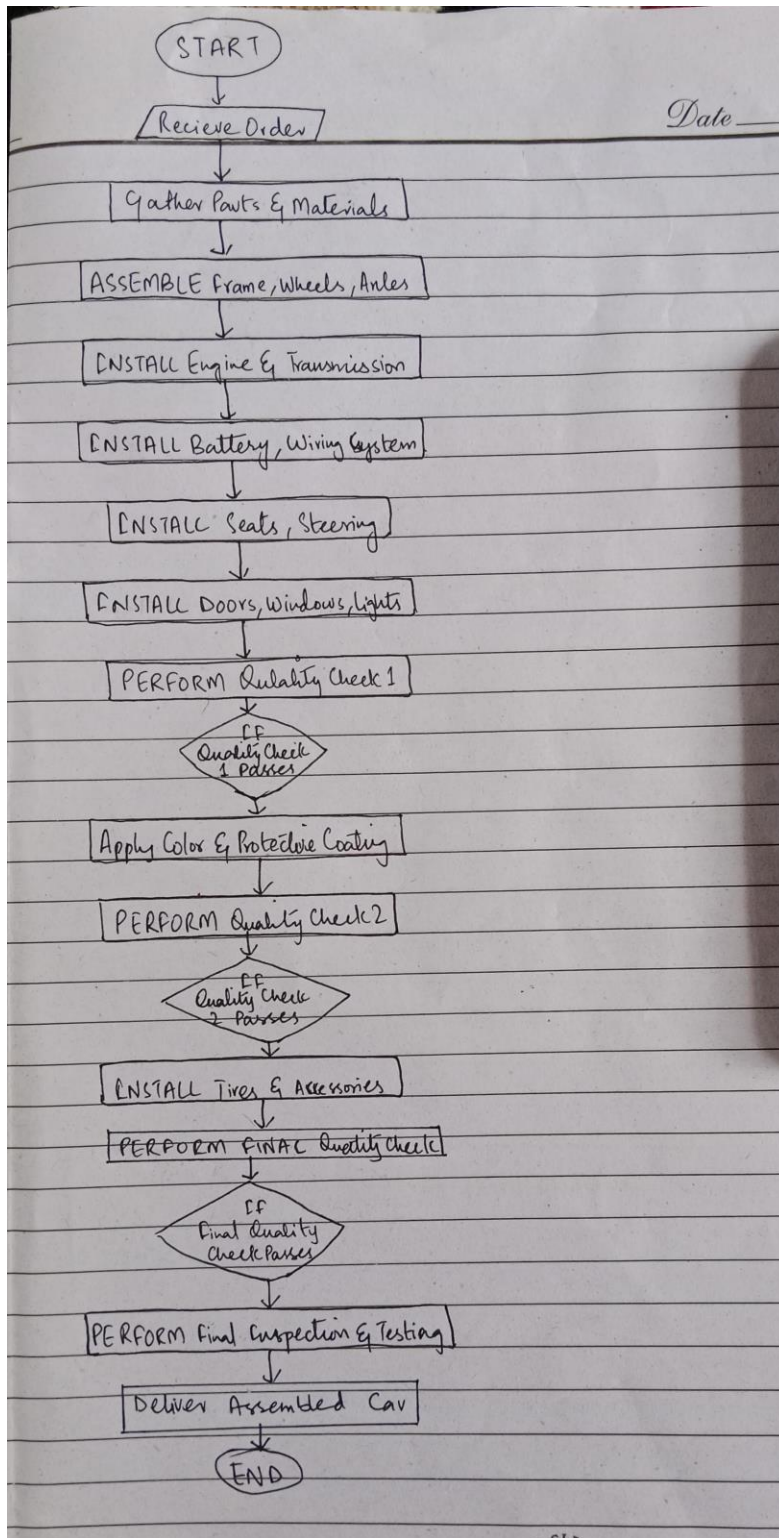 START
Date
Recieve Order
Gather Parts & Materials
ASSEMBLE Frame, Wheels, Axles
INSTALL Engine & Transmission
INSTALL Battery, Wiring System
INSTALL Seats, Steering
INSTALL Doors, Windows, Lights
PERFORM Qulality Check 1
IF
Quality Check
1 Passes
Apply Color & Protective Coating
PERFORM Quality Check 2
IF
Quality Check
2 Passes
INSTALL Tires & Accessories
PERFORM FINAL Quality Check
IF
Final Quality
Check Passes
PERFORM Final Inspection & Testing
Deliver Assembled Car
END